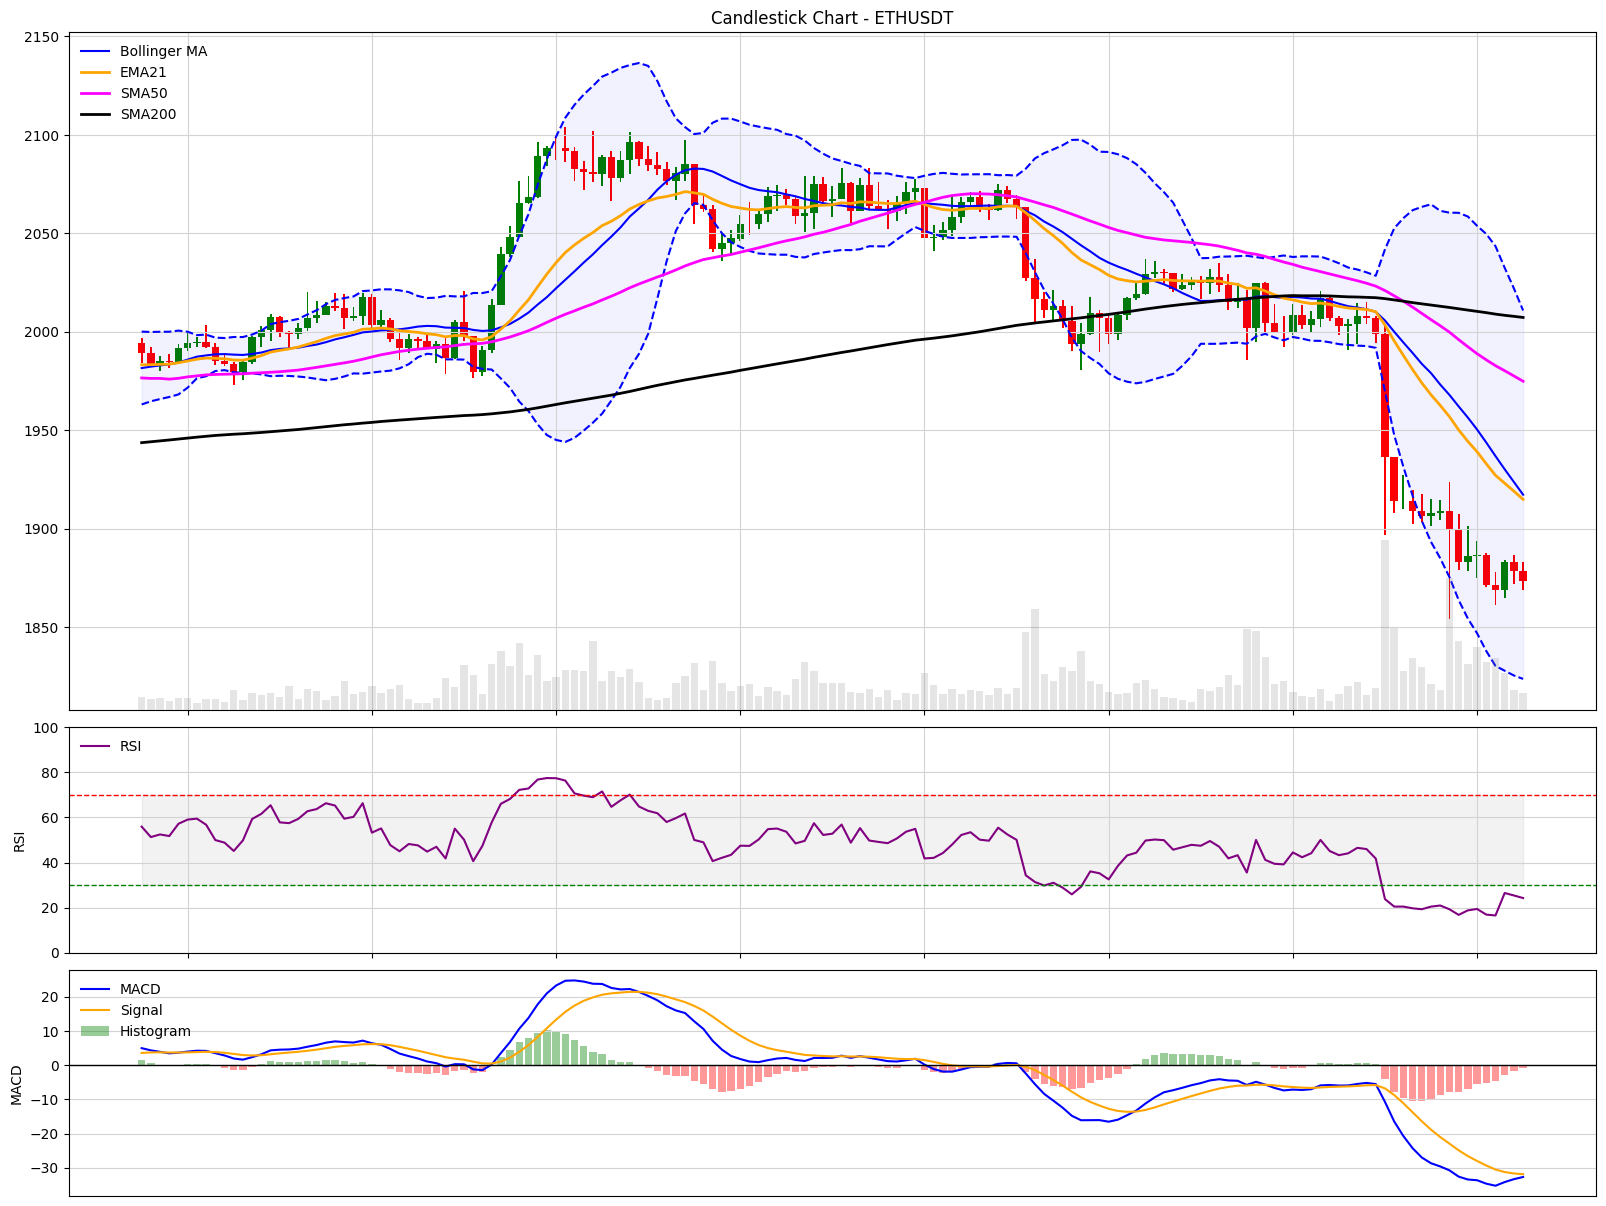 Candlestick Chart - ETHUSDT
2150
2100
2050
2000
1950
1900
1850
Bollinger MA
EMA21
SMA50
SMA200
RSI
100
80
60
40
20
0
RSI
MACD
20
10
0
−10
−20
−30
MACD
Signal
Histogram